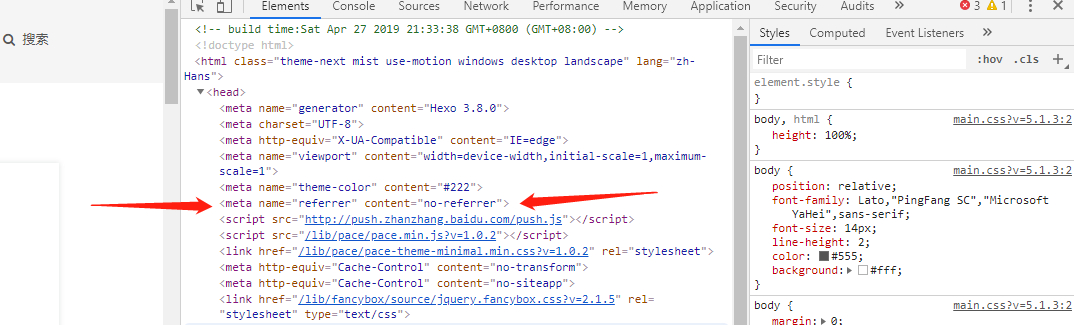 Elements Console Sources Network Performance Memory Application Security Audits » 3 1
搜索
<!-- build time:Sat Apr 27 2019 21:33:38 GMT+0800 (GMT+08:00) -->
<!doctype html>
<html class="theme-next mist use-motion windows desktop landscape" lang="zh-
Hans">
▼<head>
<meta name="generator" content="Hexo 3.8.0">
<meta charset="UTF-8">
<meta http-equiv="X-UA-Compatible" content="IE=edge">
<meta name="viewport" content="width=device-width,initial-scale=1,maximum-
scale=1">
<meta name="theme-color" content="#222">
<meta name="referrer" content="no-referrer">
<script src="http://push.zhanzhang.baidu.com/push.js"></script>
<script src="/lib/pace/pace.min.js?v=1.0.2"></script>
<link href="/lib/pace/pace-theme-minimal.min.css?v=1.0.2" rel="stylesheet">
<meta http-equiv="Cache-Control" content="no-transform">
<meta http-equiv="Cache-Control" content="no-siteapp">
<link href="/lib/fancybox/source/jquery.fancybox.css?v=2.1.5" rel=
"stylesheet" type="text/css">
Styles Computed Event Listeners »
Filter :hov .cls +
element.style {
}
body, html { main.css?v=5.1.3:2
height: 100%;
}
body { main.css?v=5.1.3:2
position: relative;
font-family: Lato,"PingFang SC","Microsoft
YaHei",sans-serif;
font-size: 14px;
line-height: 2;
color: #555;
background: #fff;
}
body { main.css?v=5.1.3:2
margin: 0;